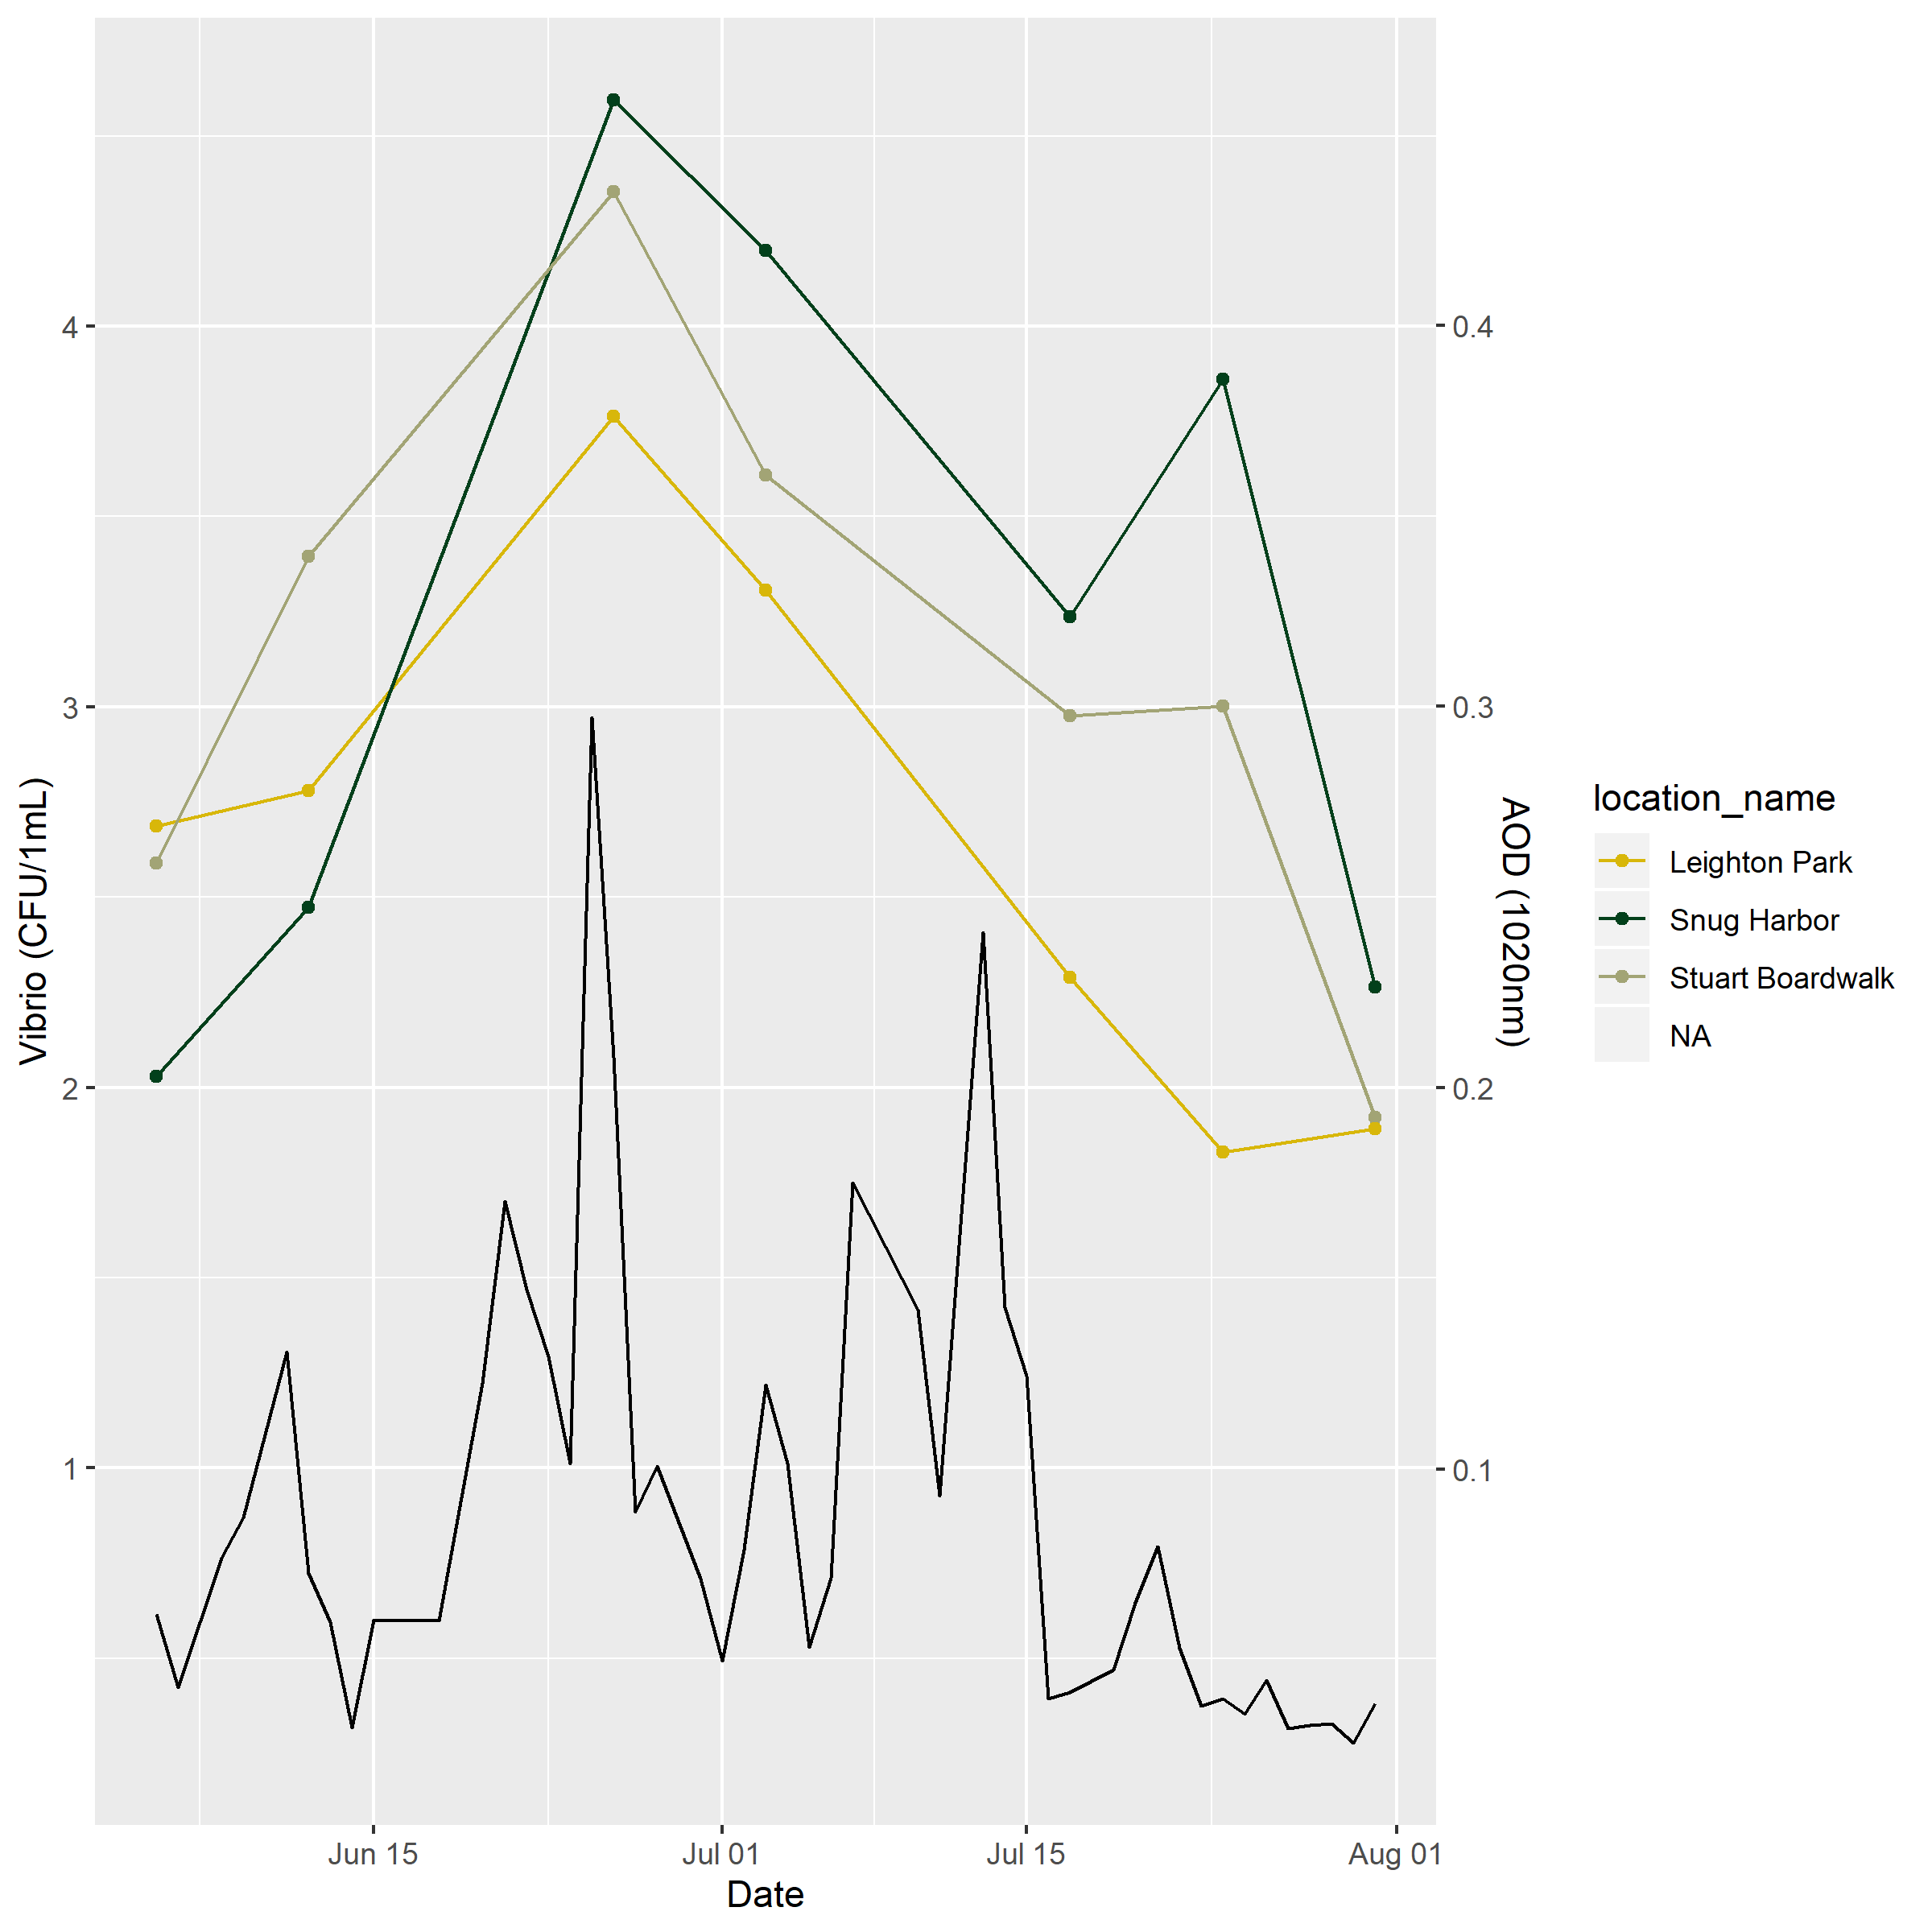 Vibrio (CFU/1mL)
4
3
2
1
0.4
0.3
0.2
0.1
AOD (1020nm)
Jun 15
Jul 01
Jul 15
Aug 01
Date
location_name
Leighton Park
Snug Harbor
Stuart Boardwalk
NA